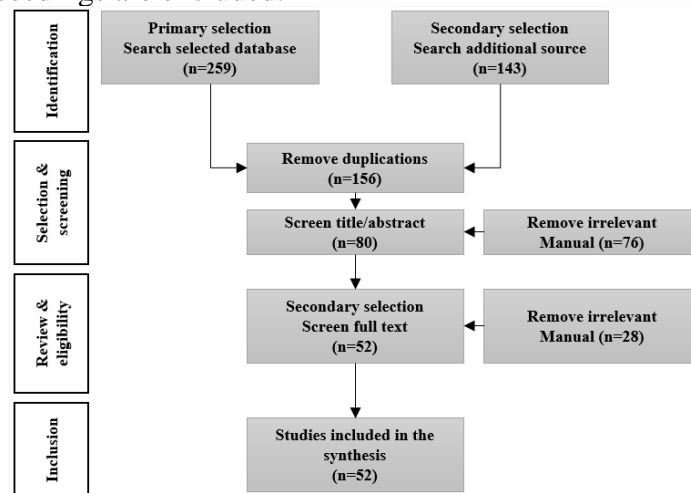 Identification
Primary selection
Search selected database
(n=259)
Secondary selection
Search additional source
(n=143)
Selection &
screening
Remove duplications
(n=156)
Screen title/abstract
(n=80)
Remove irrelevant
Manual (n=76)
Review &
eligibility
Secondary selection
Screen full text
(n=52)
Remove irrelevant
Manual (n=28)
Inclusion
Studies included in the
synthesis
(n=52)